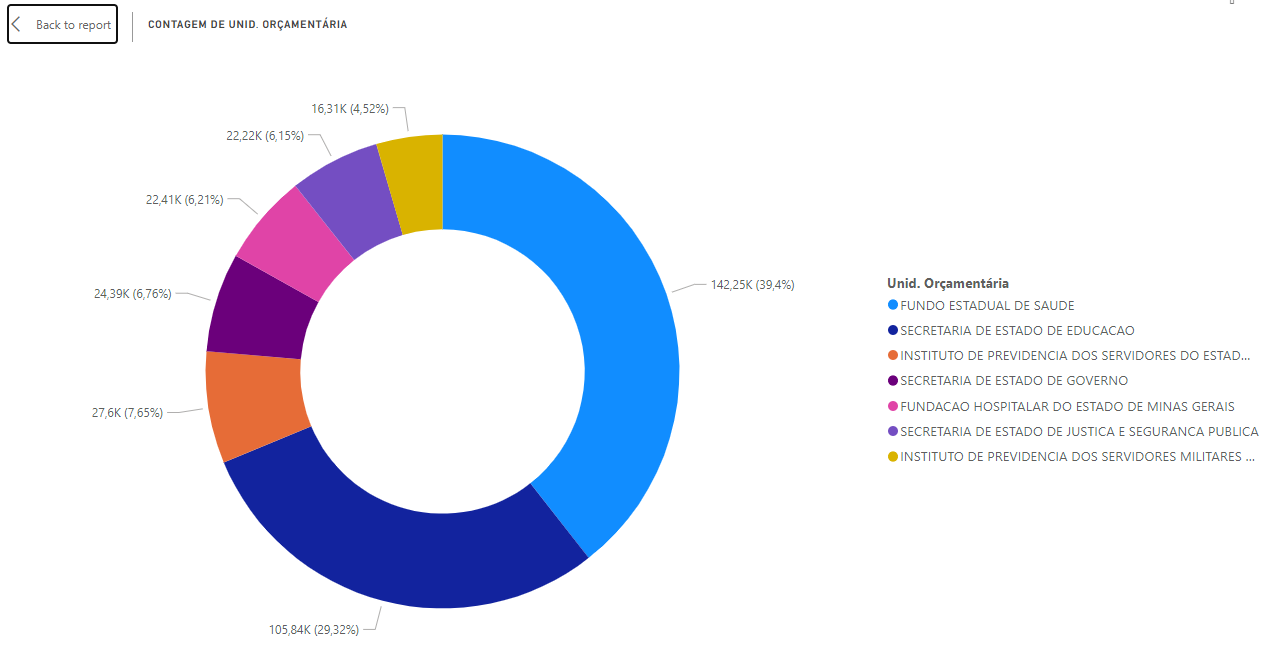 Back to report
CONTAGEM DE UNID. ORÇAMENTÁRIA
16,31K (4,52%)
22,22K (6,15%)
22,41K (6,21%)
24,39K (6,76%)
27,6K (7,65%)
105,84K (29,32%)
142,25K (39,4%)
Unid. Orçamentária
FUNDO ESTADUAL DE SAUDE
SECRETARIA DE ESTADO DE EDUCACAO
INSTITUTO DE PREVIDENCIA DOS SERVIDORES DO ESTAD...
SECRETARIA DE ESTADO DE GOVERNO
FUNDACAO HOSPITALAR DO ESTADO DE MINAS GERAIS
SECRETARIA DE ESTADO DE JUSTICA E SEGURANCA PUBLICA
INSTITUTO DE PREVIDENCIA DOS SERVIDORES MILITARES ...